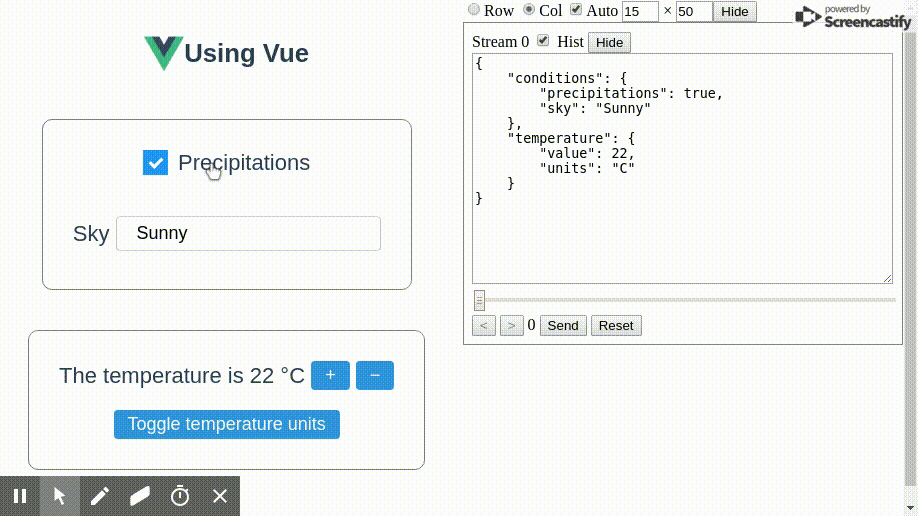 Using Vue
Precipitations
Sky Sunny
The temperature is 22 °C + −
Toggle temperature units
Row Col Auto 15 × 50 Hide
powered by
Screencastify
Stream 0 Hist Hide
{
    "conditions": {
        "precipitations": true,
        "sky": "Sunny"
    },
    "temperature": {
        "value": 22,
        "units": "C"
    }
}
< > 0 Send Reset